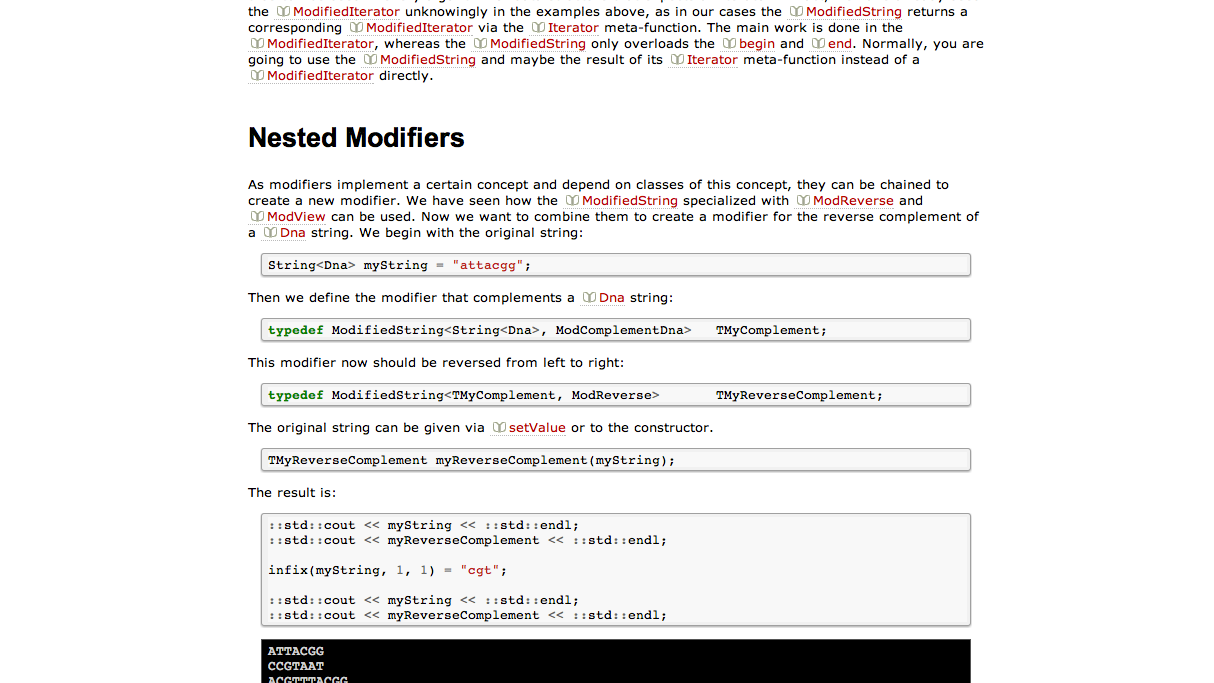 the ModifiedIterator unknowingly in the examples above, as in our cases the ModifiedString returns a
corresponding ModifiedIterator via the Iterator meta-function. The main work is done in the
ModifiedIterator, whereas the ModifiedString only overloads the begin and end. Normally, you are
going to use the ModifiedString and maybe the result of its Iterator meta-function instead of a
ModifiedIterator directly.
Nested Modifiers
As modifiers implement a certain concept and depend on classes of this concept, they can be chained to
create a new modifier. We have seen how the ModifiedString specialized with ModReverse and
ModView can be used. Now we want to combine them to create a modifier for the reverse complement of
a Dna string. We begin with the original string:
String<Dna> myString = "attacgg";
Then we define the modifier that complements a Dna string:
typedef ModifiedString<String<Dna>, ModComplementDna>   TMyComplement;
This modifier now should be reversed from left to right:
typedef ModifiedString<TMyComplement, ModReverse>       TMyReverseComplement;
The original string can be given via setValue or to the constructor.
TMyReverseComplement myReverseComplement(myString);
The result is:
::std::cout << myString << ::std::endl;
::std::cout << myReverseComplement << ::std::endl;
infix(myString, 1, 1) = "cgt";
::std::cout << myString << ::std::endl;
::std::cout << myReverseComplement << ::std::endl;
ATTACGG
CCGTAAT
ACGTTTACGG